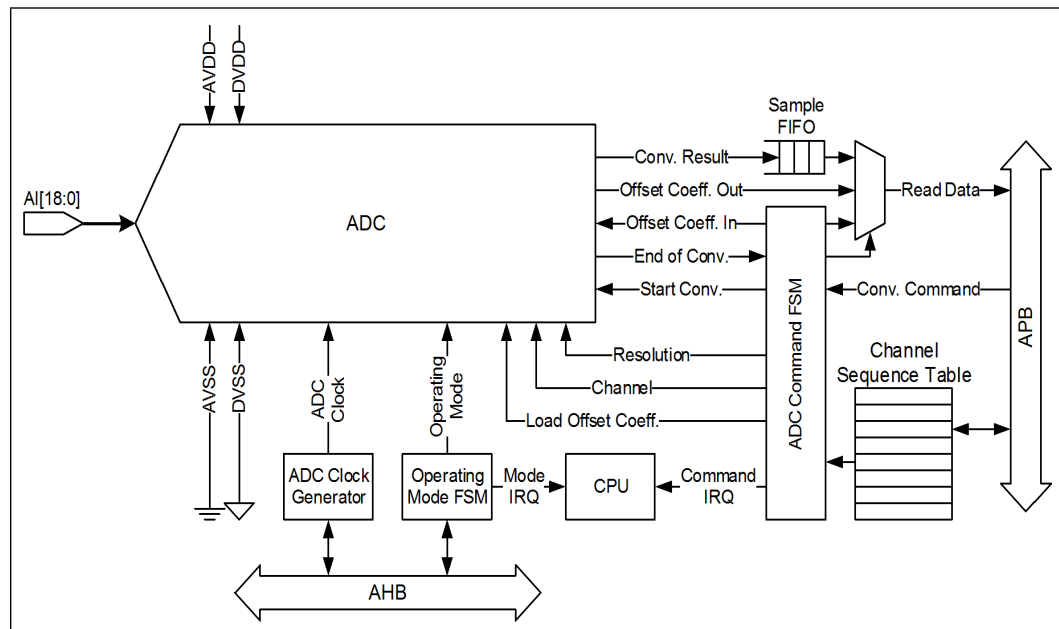 AVDD
DVDD
Sample
FIFO
Conv. Result
AI[18:0]
ADC
Offset Coeff. Out
Read Data
Offset Coeff. In
End of Conv.
Start Conv.
Conv. Command
ADC Command FSM
APB
AVSS
DVSS
ADC
Clock
Operating
Mode
Resolution
Channel
Load Offset Coeff.
Channel
Sequence Table
ADC Clock
Generator
Operating
Mode FSM
Mode
IRQ
CPU
Command
IRQ
AHB